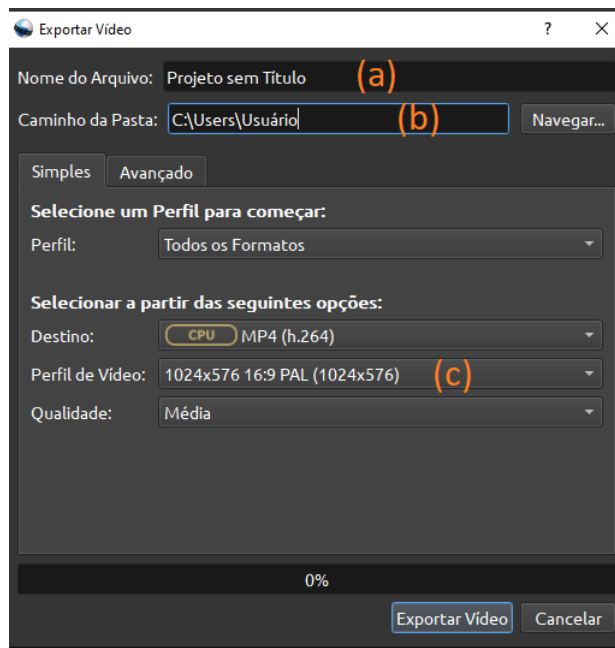 Exportar Vídeo ?
Nome do Arquivo: Projeto sem Título (a)
Caminho da Pasta: C:\Users\Usuário (b) Navegar...
Simples Avançado
Selecione um Perfil para começar:
Perfil: Todos os Formatos
Selecionar a partir das seguintes opções:
Destino: CPU MP4 (h.264)
Perfil de Vídeo: 1024x576 16:9 PAL (1024x576) (c)
Qualidade: Média
0%
Exportar Vídeo Cancelar